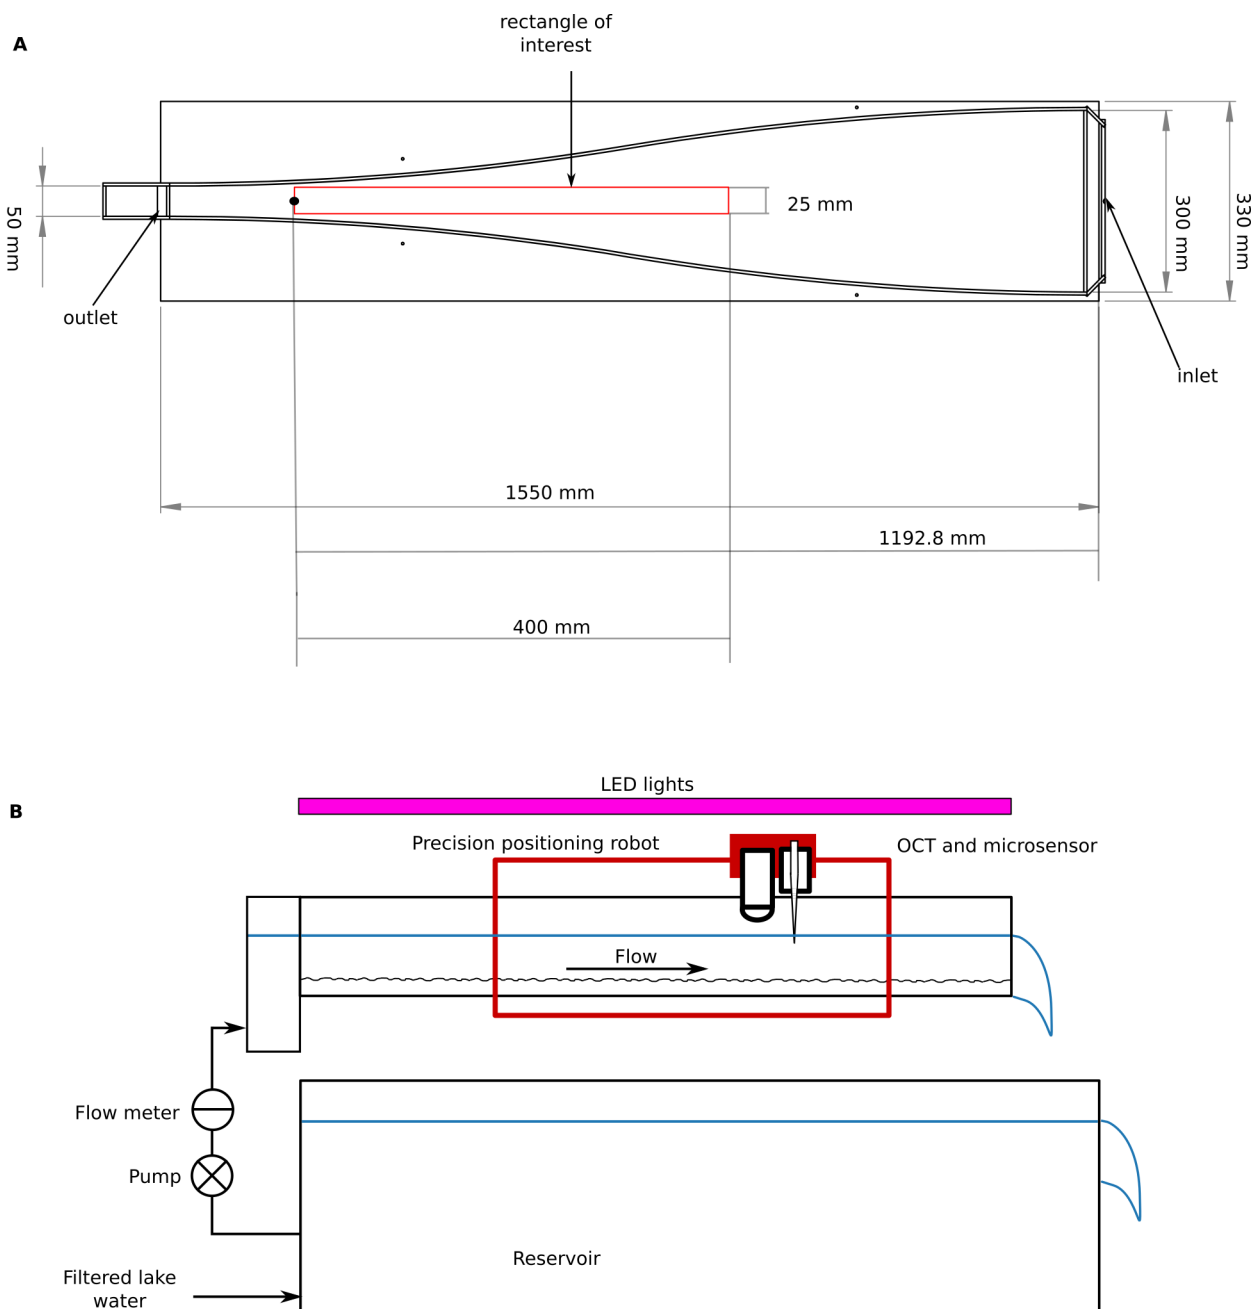 A
rectangle of
interest
50 mm
25 mm
300 mm
330 mm
outlet
inlet
1550 mm
1192.8 mm
400 mm
B
LED lights
Precision positioning robot
OCT and microsensor
Flow
Flow meter
Pump
Reservoir
Filtered lake
water